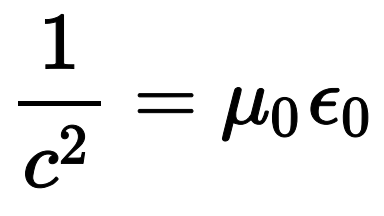 1/c² = μ₀ϵ₀